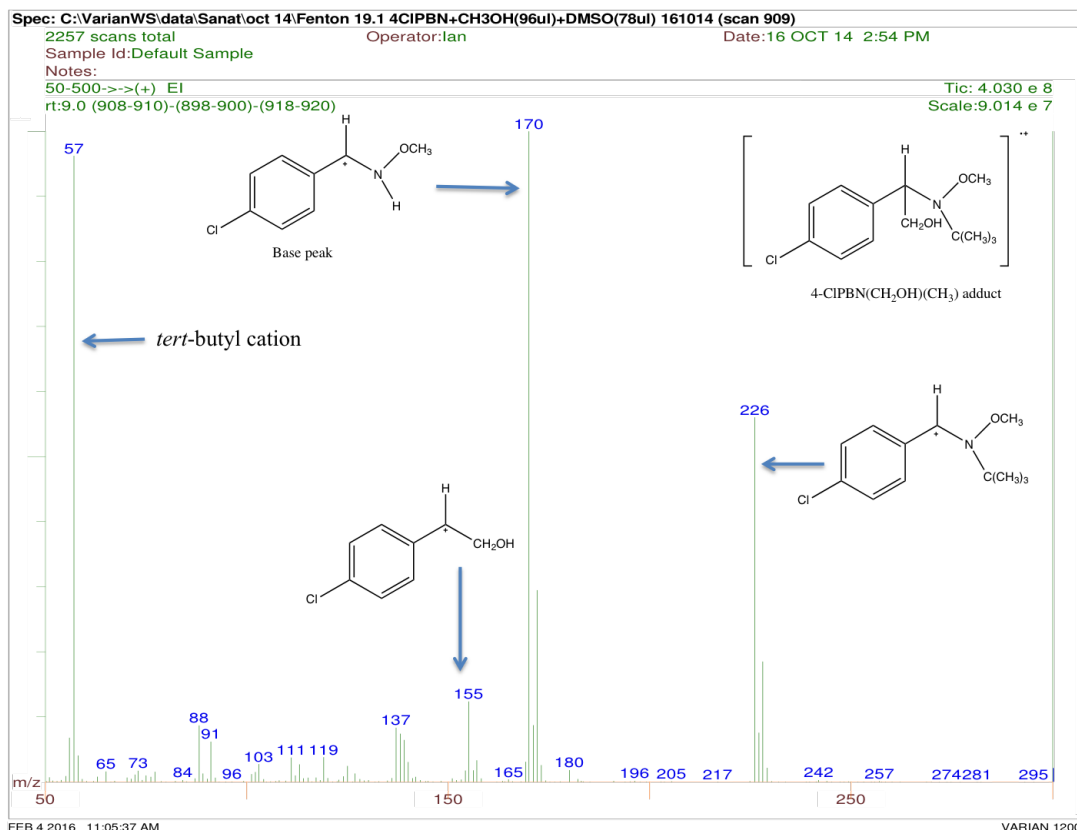 Spec: C:\VarianWS\data\Sanat\oct 14\Fenton 19.1 4ClPBN+CH3OH(96ul)+DMSO(78ul) 161014 (scan 909)
2257 scans total Operator:Ian Date:16 OCT 14 2:54 PM
Sample Id:Default Sample
Notes:
50-500->->(+) EI Tic: 4.030 e 8
rt:9.0 (908-910)-(898-900)-(918-920) Scale:9.014 e 7
170
57
H
OCH₃
+
N
H
Cl
Base peak
·+
H
OCH₃
N
CH₂OH
C(CH₃)₃
Cl
4-ClPBN(CH₂OH)(CH₃) adduct
tert-butyl cation
226
H
OCH₃
+
N
C(CH₃)₃
Cl
H
+
CH₂OH
Cl
155
88 91 137
65 73 84 96 103 111 119 165 180 196 205 217 242 257 274 281 295
m/z
50 150 250
FEB 4 2016 11:05:37 AM VARIAN 1200